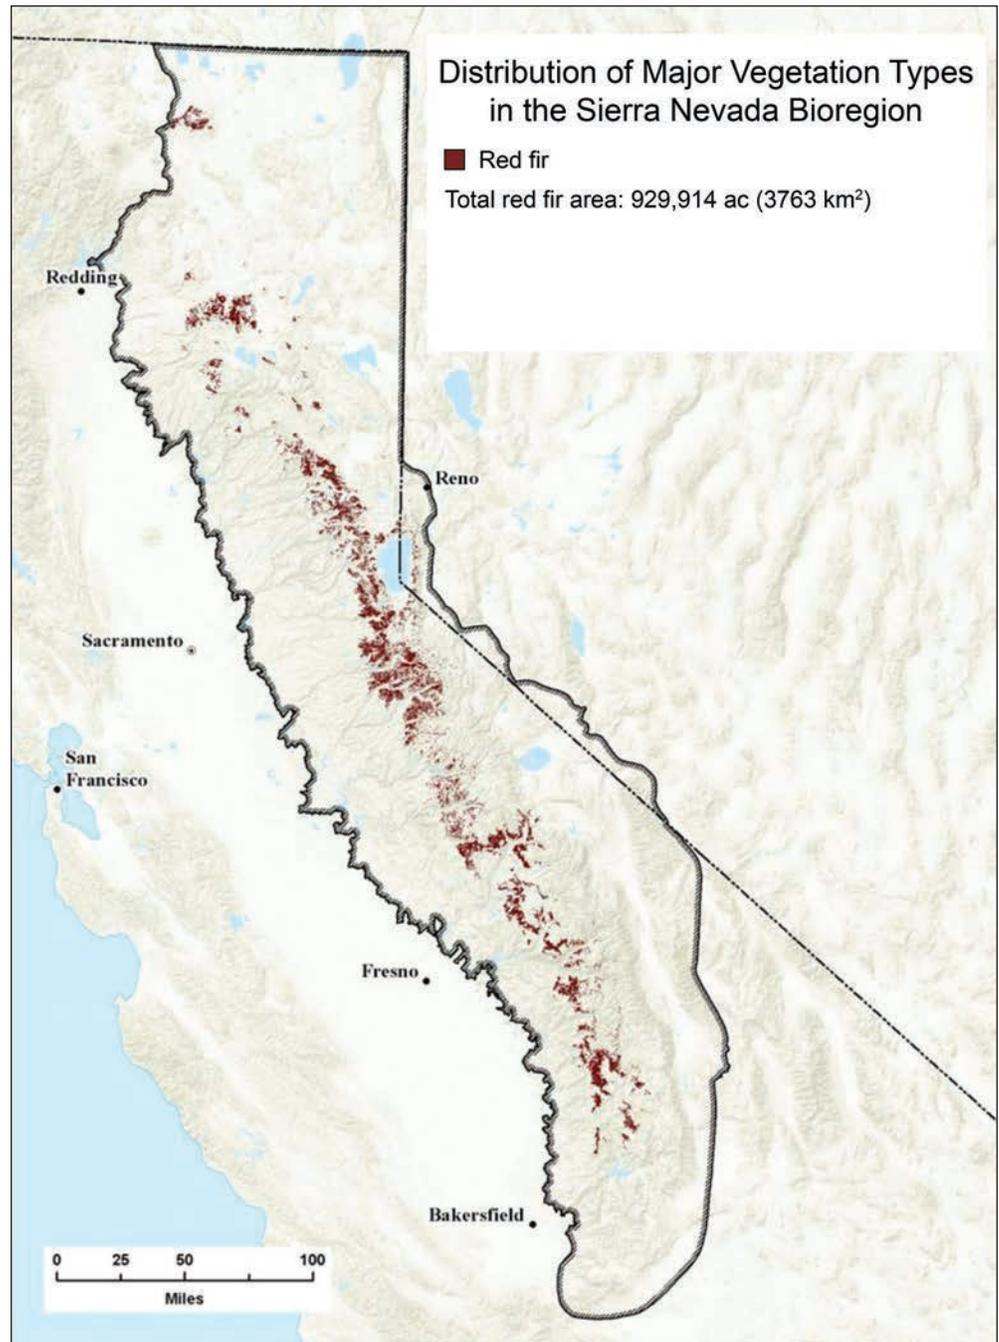 Distribution of Major Vegetation Types
in the Sierra Nevada Bioregion
Red fir
Total red fir area: 929,914 ac (3763 km²)
Redding
Reno
Sacramento
San
Francisco
Fresno
Bakersfield
0 25 50 100
Miles